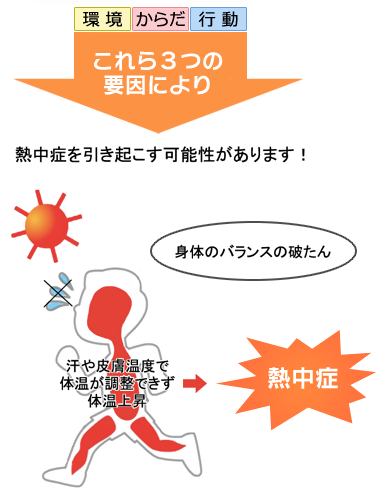 環境 からだ 行動
これら３つの
要因により
熱中症を引き起こす可能性があります！
身体のバランスの破たん
汗や皮膚温度で
体温が調整できず
体温上昇
熱中症